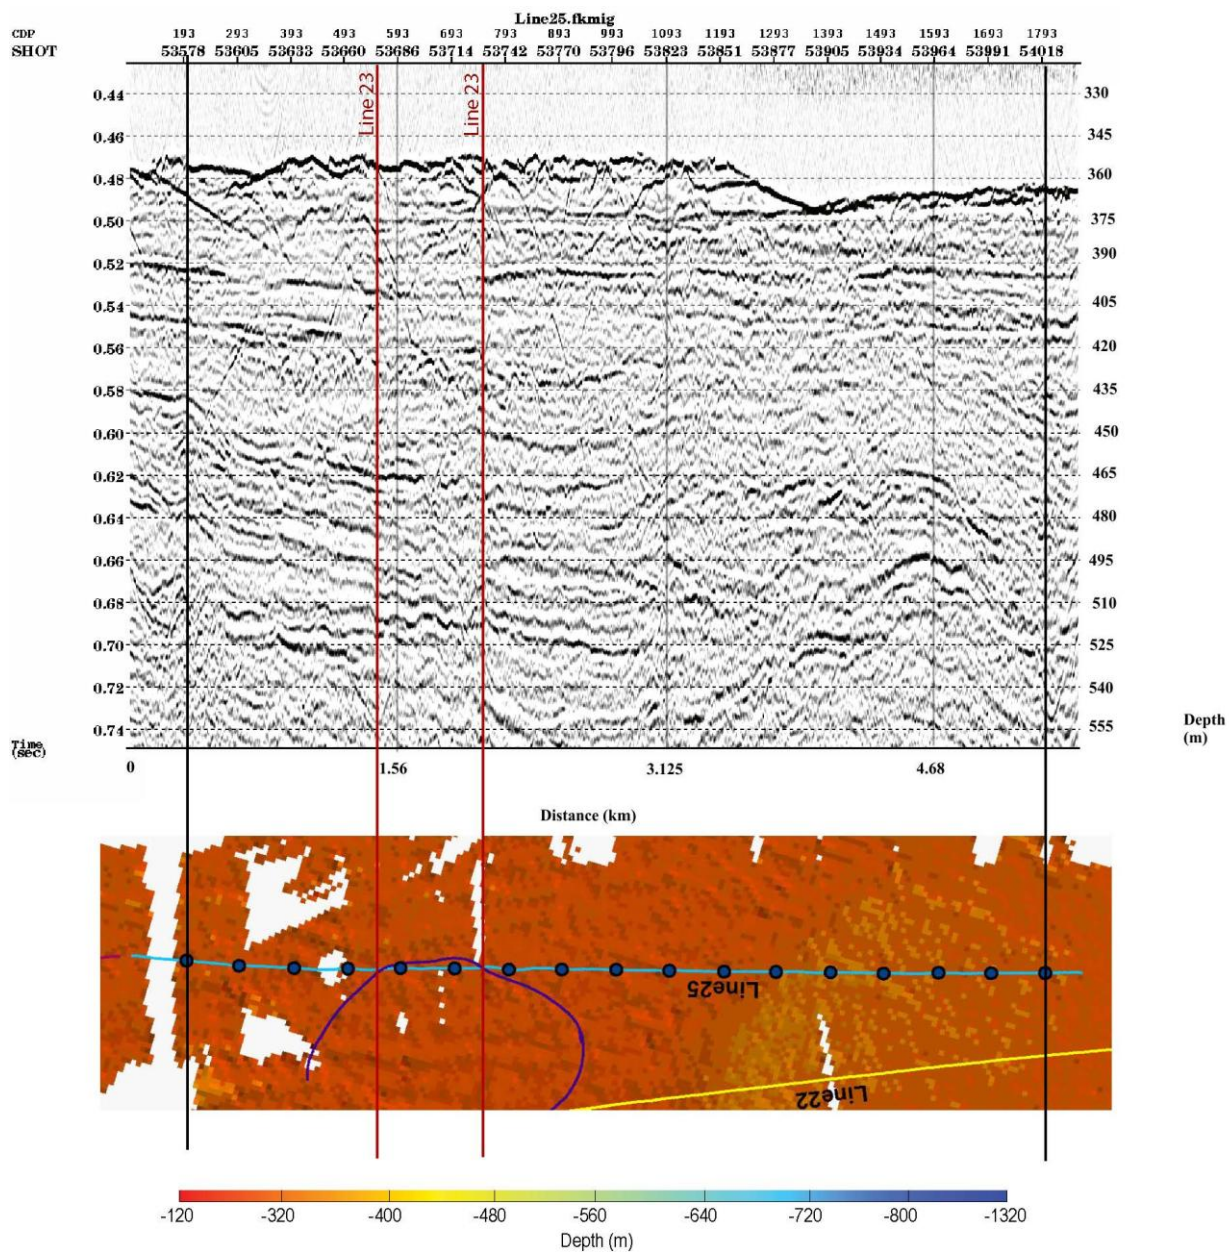 Line25.fkmig
CDP 193 293 393 493 593 693 793 893 993 1093 1193 1293 1393 1493 1593 1693 1793
SHOT 53578 53605 53633 53660 53686 53714 53742 53770 53796 53823 53851 53877 53905 53934 53964 53991 54018
Line 23 Line 23
0.44 330
0.46 345
0.48 360
0.50 375
0.52 390
0.54 405
0.56 420
0.58 435
0.60 450
0.62 465
0.64 480
0.66 495
0.68 510
0.70 525
0.72 540
0.74 555
Time
(sec)
Depth
(m)
0 1.56 3.125 4.68
Distance (km)
Line25
Line22
-120 -320 -400 -480 -560 -640 -720 -800 -1320
Depth (m)